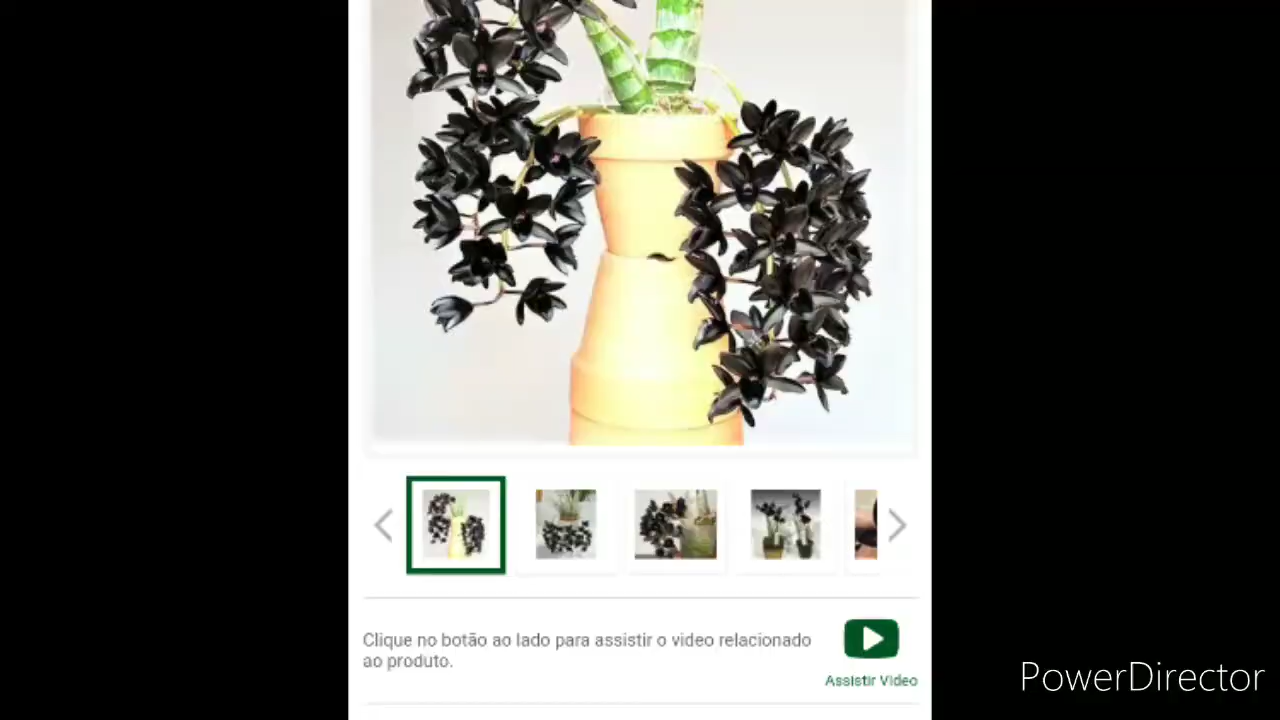 Clique no botão ao lado para assistir o video relacionado
ao produto.
Assistir Video
PowerDirector